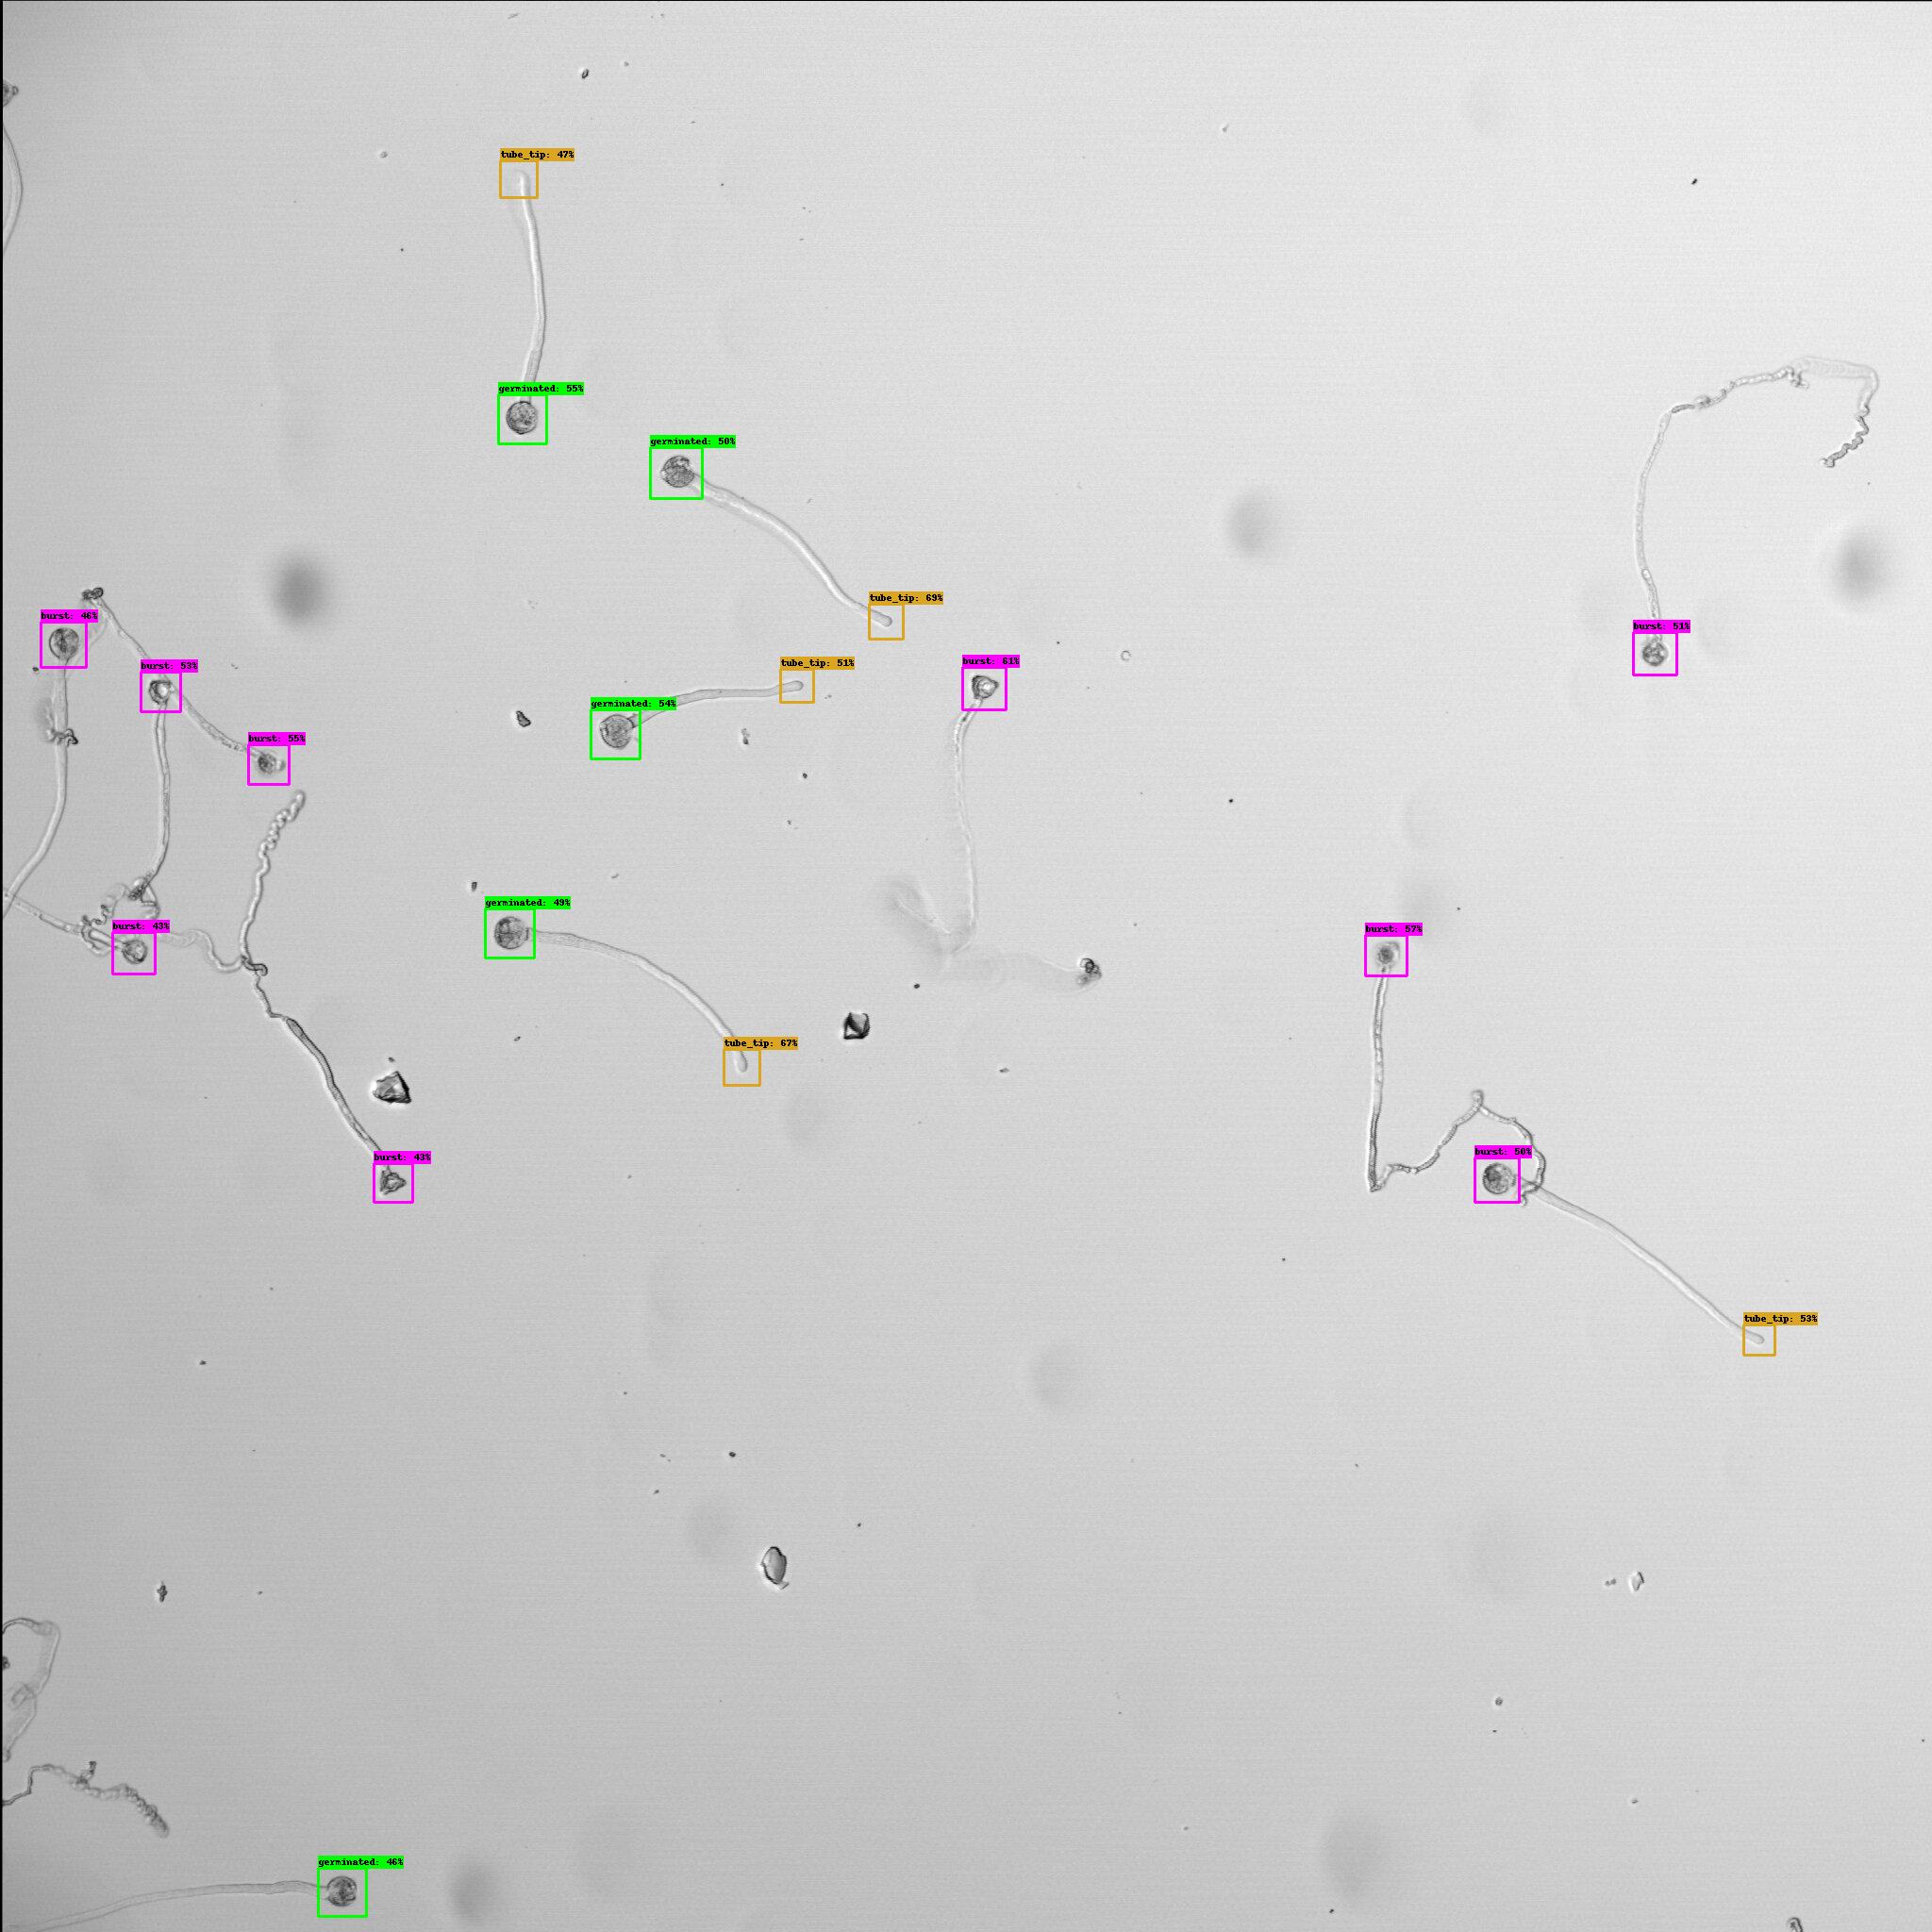 tube_tip: 47%
germinated: 55%
germinated: 50%
tube_tip: 69%
burst: 46%
burst: 51%
burst: 53%
tube_tip: 51%
burst: 61%
germinated: 54%
burst: 55%
germinated: 49%
burst: 43%
burst: 57%
tube_tip: 67%
burst: 43%
burst: 50%
tube_tip: 53%
germinated: 46%